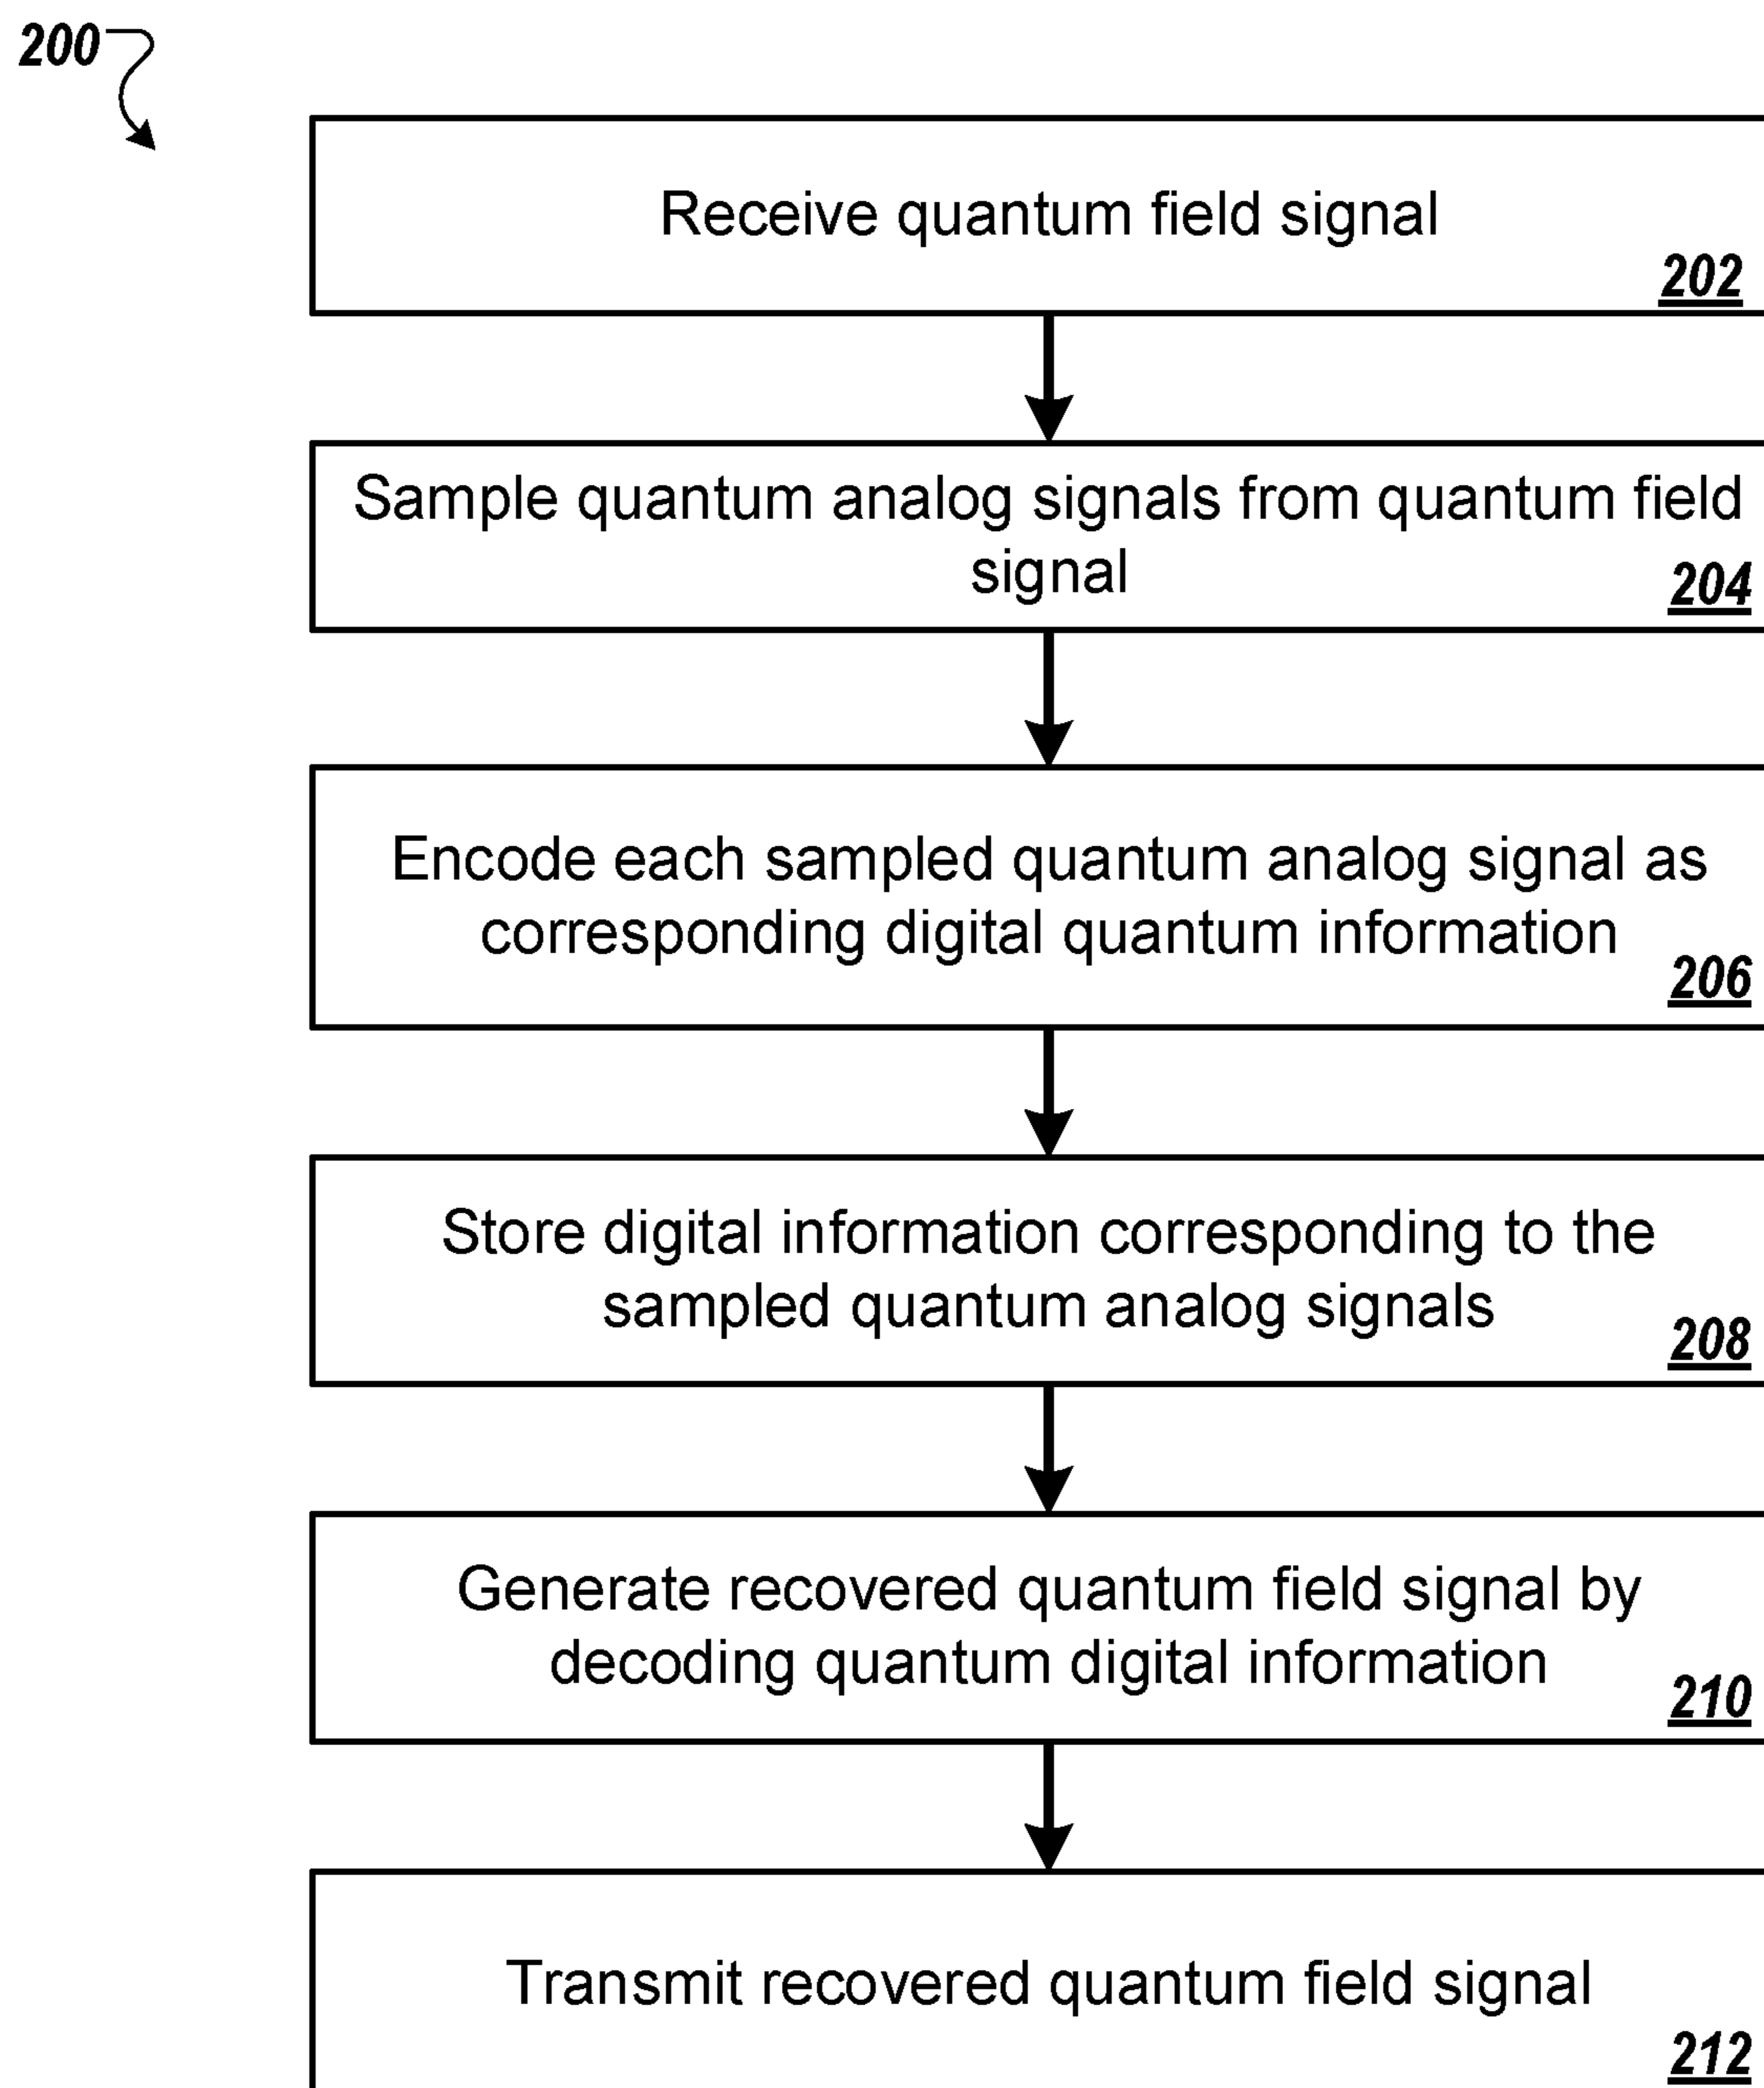 200
Receive quantum field signal
202
Sample quantum analog signals from quantum field
signal
204
Encode each sampled quantum analog signal as
corresponding digital quantum information
206
Store digital information corresponding to the
sampled quantum analog signals
208
Generate recovered quantum field signal by
decoding quantum digital information
210
Transmit recovered quantum field signal
212